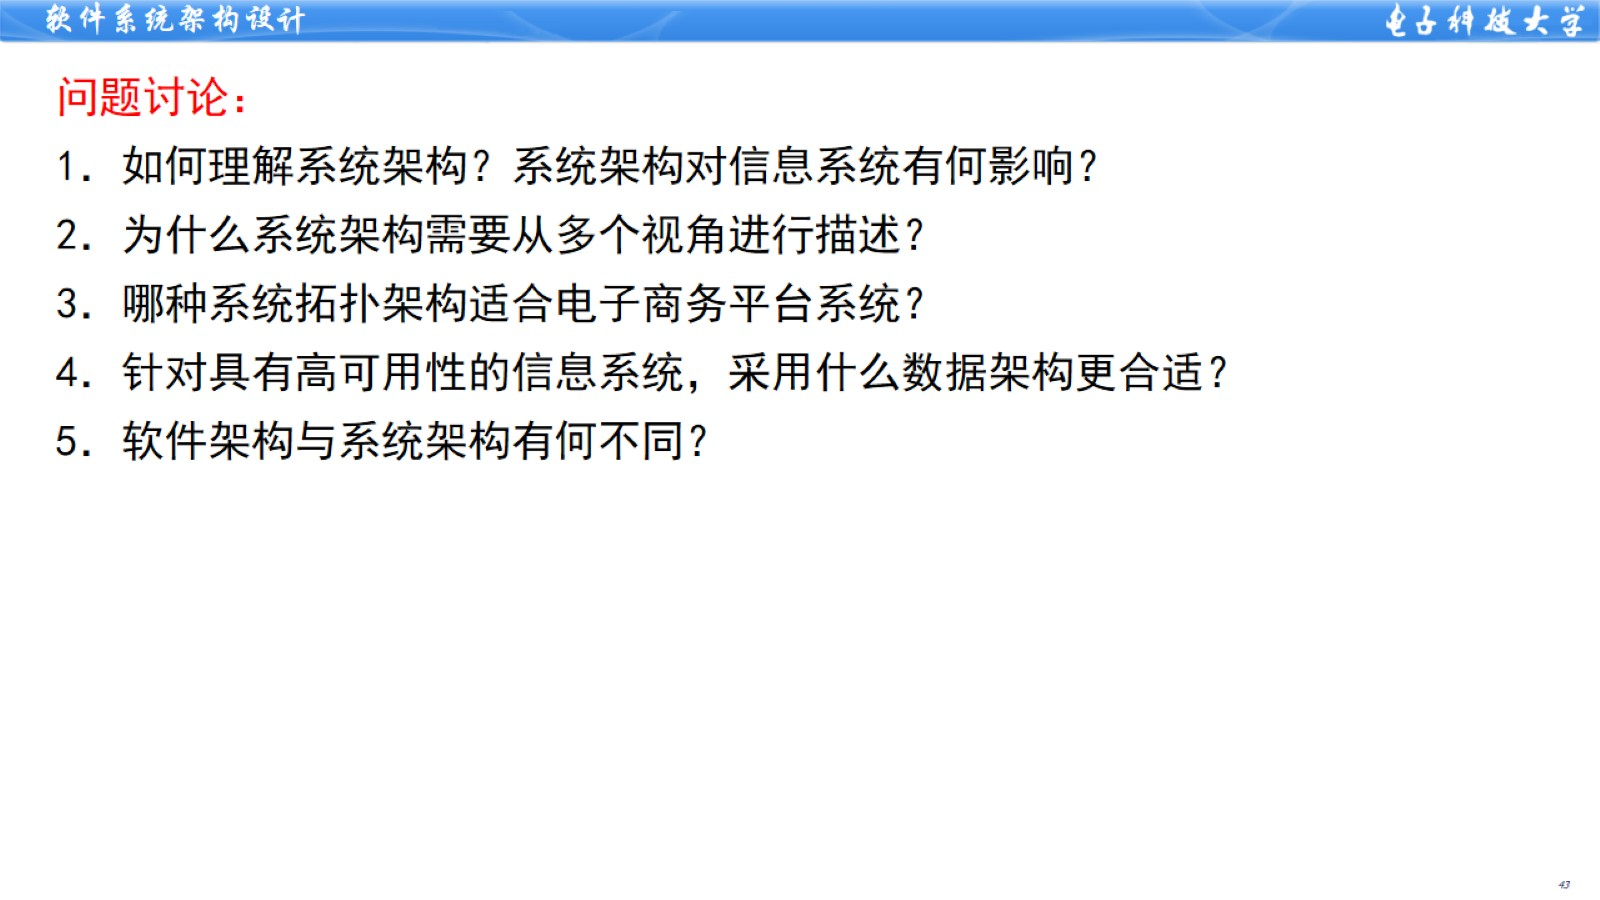 软件系统架构设计
电子科技大学
问题讨论：
1. 如何理解系统架构？系统架构对信息系统有何影响？
2. 为什么系统架构需要从多个视角进行描述？
3. 哪种系统拓扑架构适合电子商务平台系统？
4. 针对具有高可用性的信息系统，采用什么数据架构更合适？
5. 软件架构与系统架构有何不同？
43